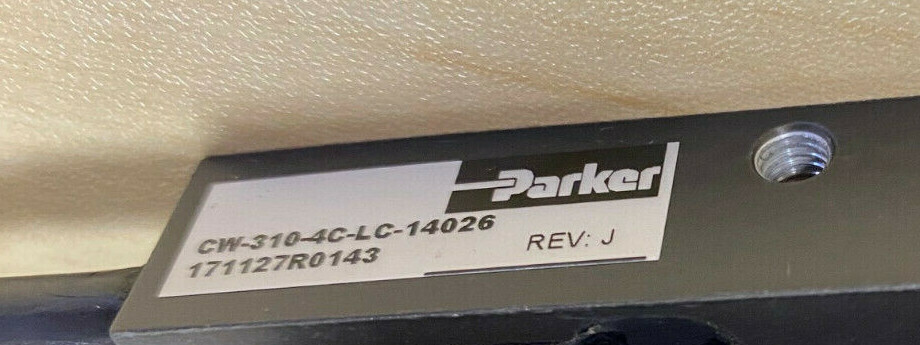 Parker
CW-310-4C-LC-14026
REV: J
171127R0143